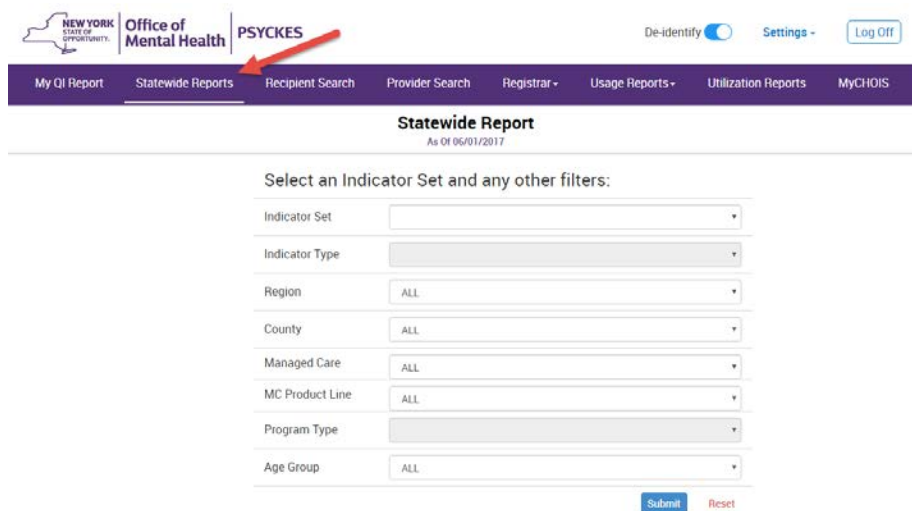 NEW YORK
STATE OF
OPPORTUNITY.
Office of
Mental Health
PSYCKES
De-identify
Settings
Log Off
My QI Report Statewide Reports Recipient Search Provider Search Registrar Usage Reports Utilization Reports MyCHOIS
Statewide Report
As Of 06/01/2017
Select an Indicator Set and any other filters:
Indicator Set
Indicator Type
Region ALL
County ALL
Managed Care ALL
MC Product Line ALL
Program Type
Age Group ALL
Submit Reset